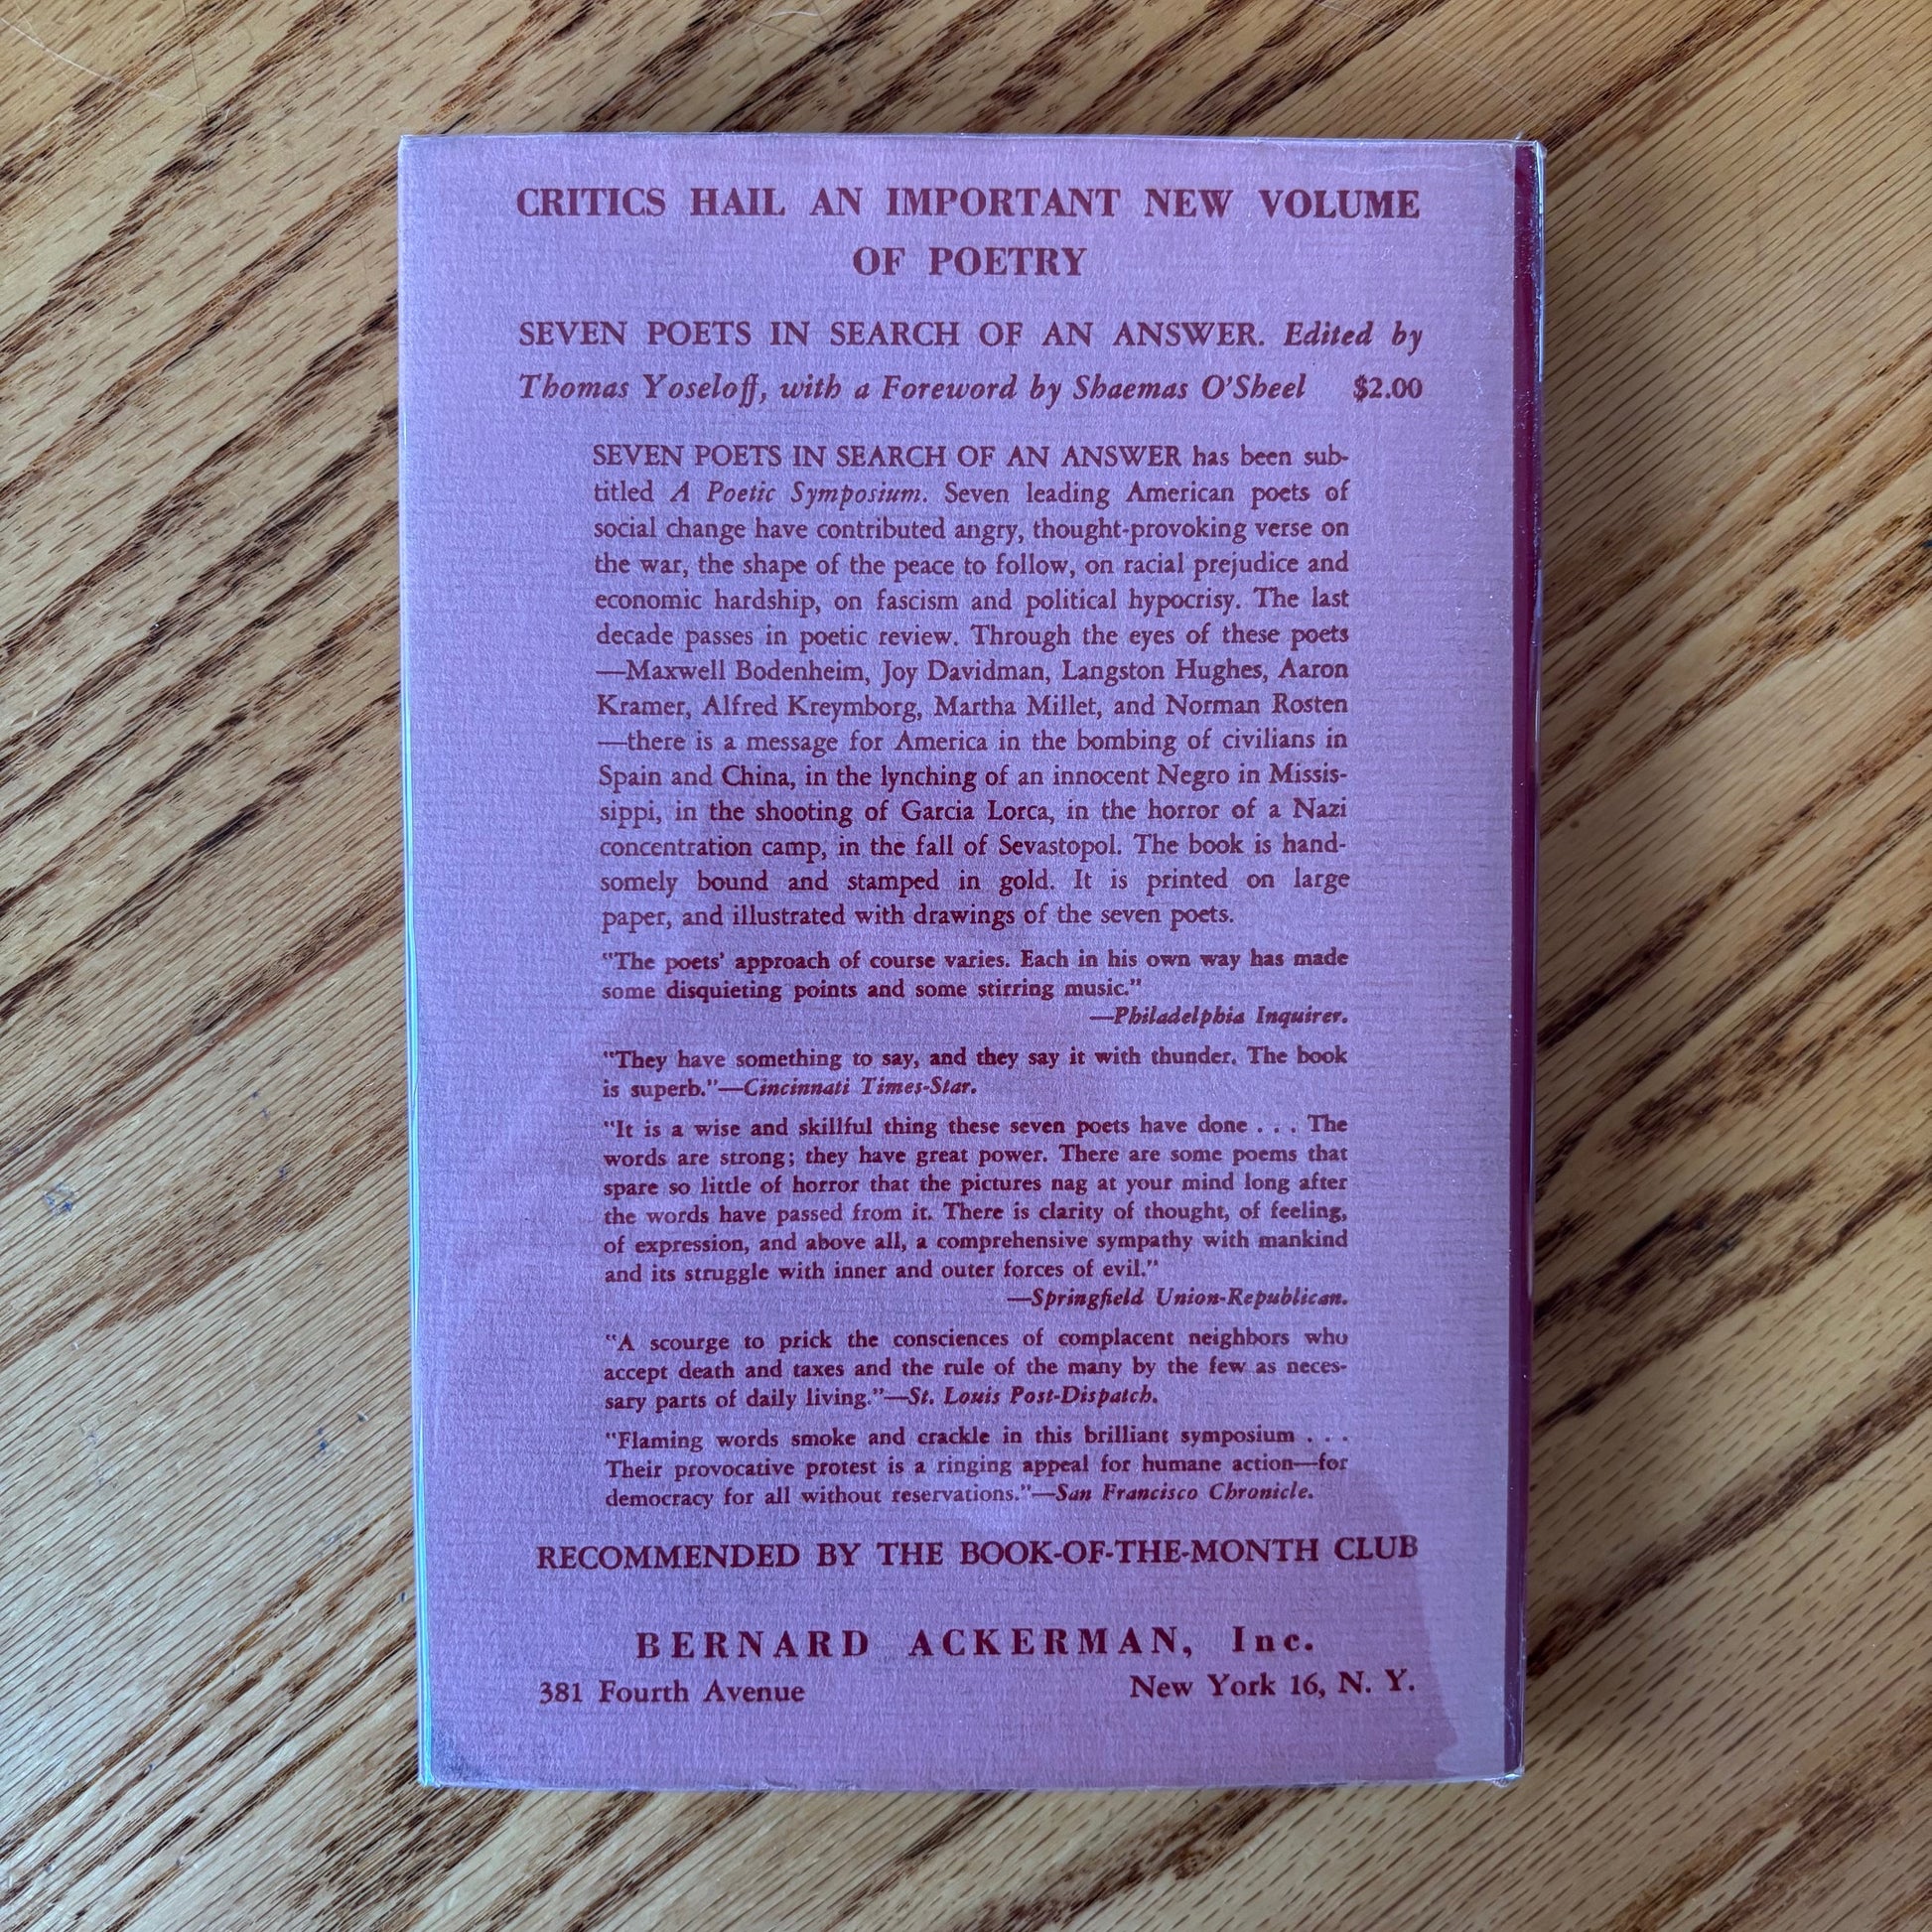 CRITICS HAIL AN IMPORTANT NEW VOLUME
OF POETRY
SEVEN POETS IN SEARCH OF AN ANSWER. Edited by
Thomas Yoseloff, with a Foreword by Shaemas O'Sheel $2.00
SEVEN POETS IN SEARCH OF AN ANSWER has been sub-
titled A Poetic Symposium. Seven leading American poets of
social change have contributed angry, thought-provoking verse on
the war, the shape of the peace to follow, on racial prejudice and
economic hardship, on fascism and political hypocrisy. The last
decade passes in poetic review. Through the eyes of these poets
—Maxwell Bodenheim, Joy Davidman, Langston Hughes, Aaron
Kramer, Alfred Kreymborg, Martha Millet, and Norman Rosten
—there is a message for America in the bombing of civilians in
Spain and China, in the lynching of an innocent Negro in Missis-
sippi, in the shooting of Garcia Lorca, in the horror of a Nazi
concentration camp, in the fall of Sevastopol. The book is hand-
somely bound and stamped in gold. It is printed on large
paper, and illustrated with drawings of the seven poets.
"The poets' approach of course varies. Each in his own way has made
some disquieting points and some stirring music."
—Philadelphia Inquirer.
"They have something to say, and they say it with thunder. The book
is superb."—Cincinnati Times-Star.
"It is a wise and skillful thing these seven poets have done . . . The
words are strong; they have great power. There are some poems that
spare so little of horror that the pictures nag at your mind long after
the words have passed from it. There is clarity of thought, of feeling,
of expression, and above all, a comprehensive sympathy with mankind
and its struggle with inner and outer forces of evil."
—Springfield Union-Republican.
"A scourge to prick the consciences of complacent neighbors who
accept death and taxes and the rule of the many by the few as neces-
sary parts of daily living."—St. Louis Post-Dispatch.
"Flaming words smoke and crackle in this brilliant symposium . . .
Their provocative protest is a ringing appeal for humane action—for
democracy for all without reservations."—San Francisco Chronicle.
RECOMMENDED BY THE BOOK-OF-THE-MONTH CLUB
BERNARD ACKERMAN, Inc.
381 Fourth Avenue New York 16, N. Y.